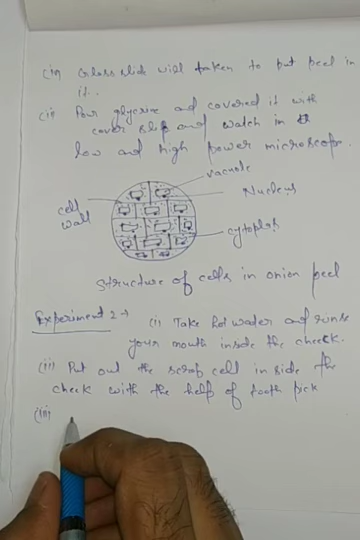 (iv) Glass slide will taken to put peel in
it.
(v) Pour glycerine and covered it with
cover slip and watch in
low and high power microscope.
vacuole
Nucleus
cell
wall
cytoplas
Structure of cells in onion peel
Experiment 2 → (i) Take hot water and rinse
your mouth inside the cheeck.
(ii) Put out the scrap cell in side the
check with the help of tooth pick
(iii)